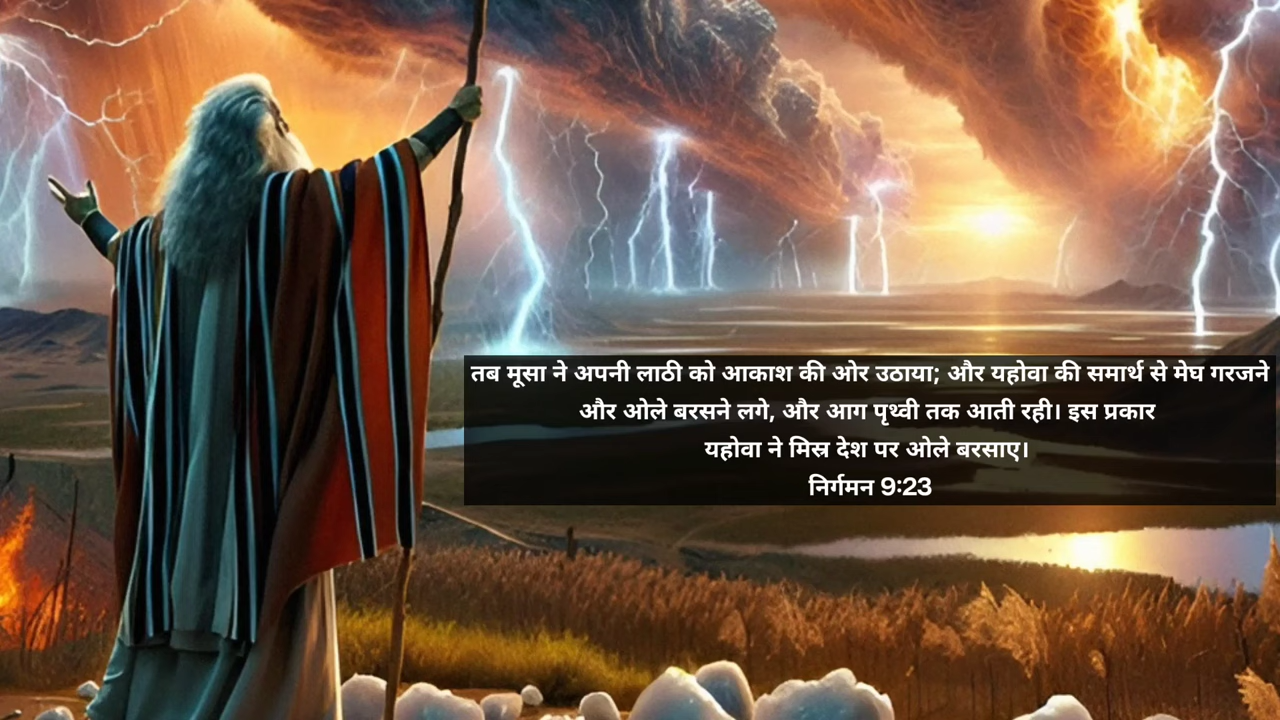 तब मूसा ने अपनी लाठी को आकाश की ओर उठाया; और यहोवा की समार्थ से मेघ गरजने
और ओले बरसने लगे, और आग पृथ्वी तक आती रही। इस प्रकार
यहोवा ने मिस्र देश पर ओले बरसाए।
निर्गमन 9:23